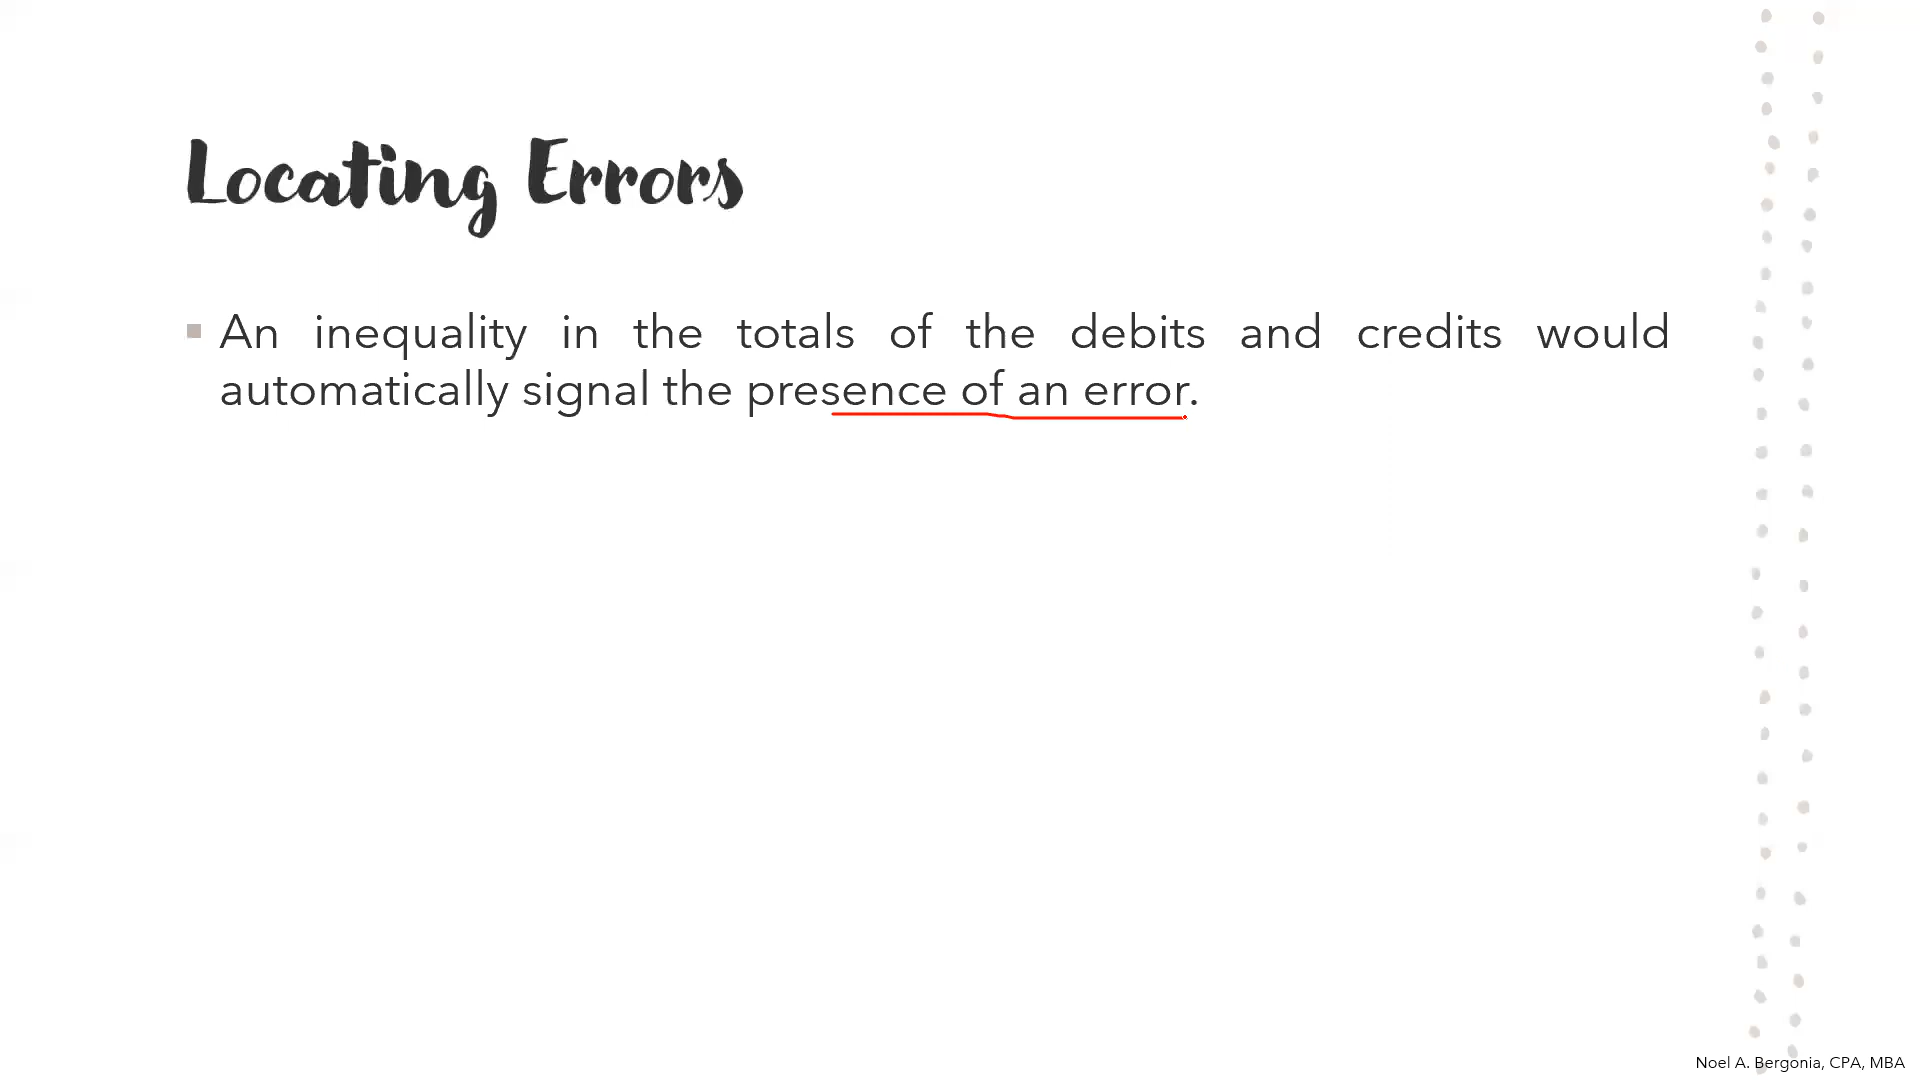 Locating Errors
An inequality in the totals of the debits and credits would
automatically signal the presence of an error.
Noel A. Bergonia, CPA, MBA